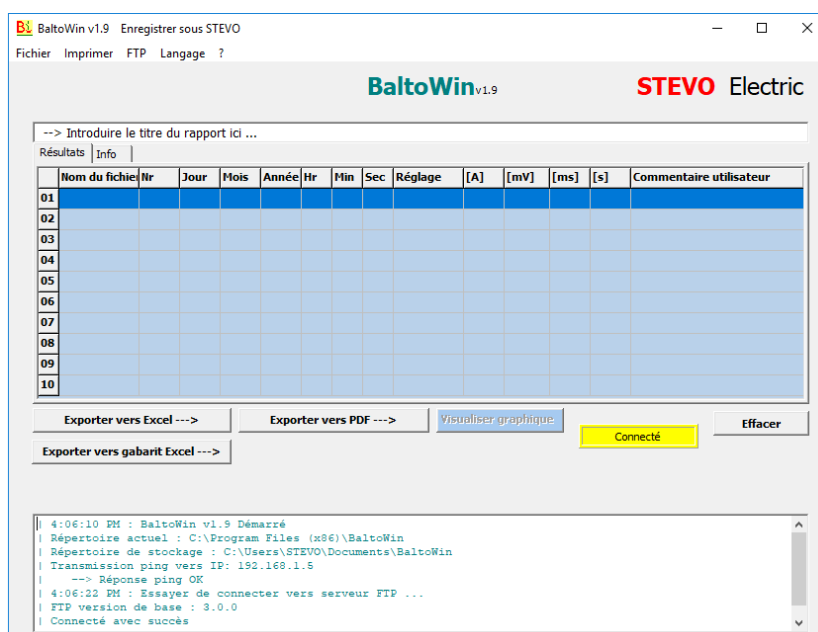 BaltoWin v1.9 Enregistrer sous STEVO
Fichier Imprimer FTP Langage ?
BaltoWin v1.9
STEVO Electric
--> Introduire le titre du rapport ici ...
Résultats Info
Nom du fichier Nr Jour Mois Année Hr Min Sec Réglage [A] [mV] [ms] [s] Commentaire utilisateur
01
02
03
04
05
06
07
08
09
10
Exporter vers Excel ---> Exporter vers PDF ---> Visualiser graphique Connecté Effacer
Exporter vers gabarit Excel --->
| 4:06:10 PM : BaltoWin v1.9 Démarré
| Répertoire actuel : C:\Program Files (x86)\BaltoWin
| Répertoire de stockage : C:\Users\STEVO\Documents\BaltoWin
| Transmission ping vers IP: 192.168.1.5
| --> Réponse ping OK
| 4:06:22 PM : Essayer de connecter vers serveur FTP ...
| FTP version de base : 3.0.0
| Connecté avec succès